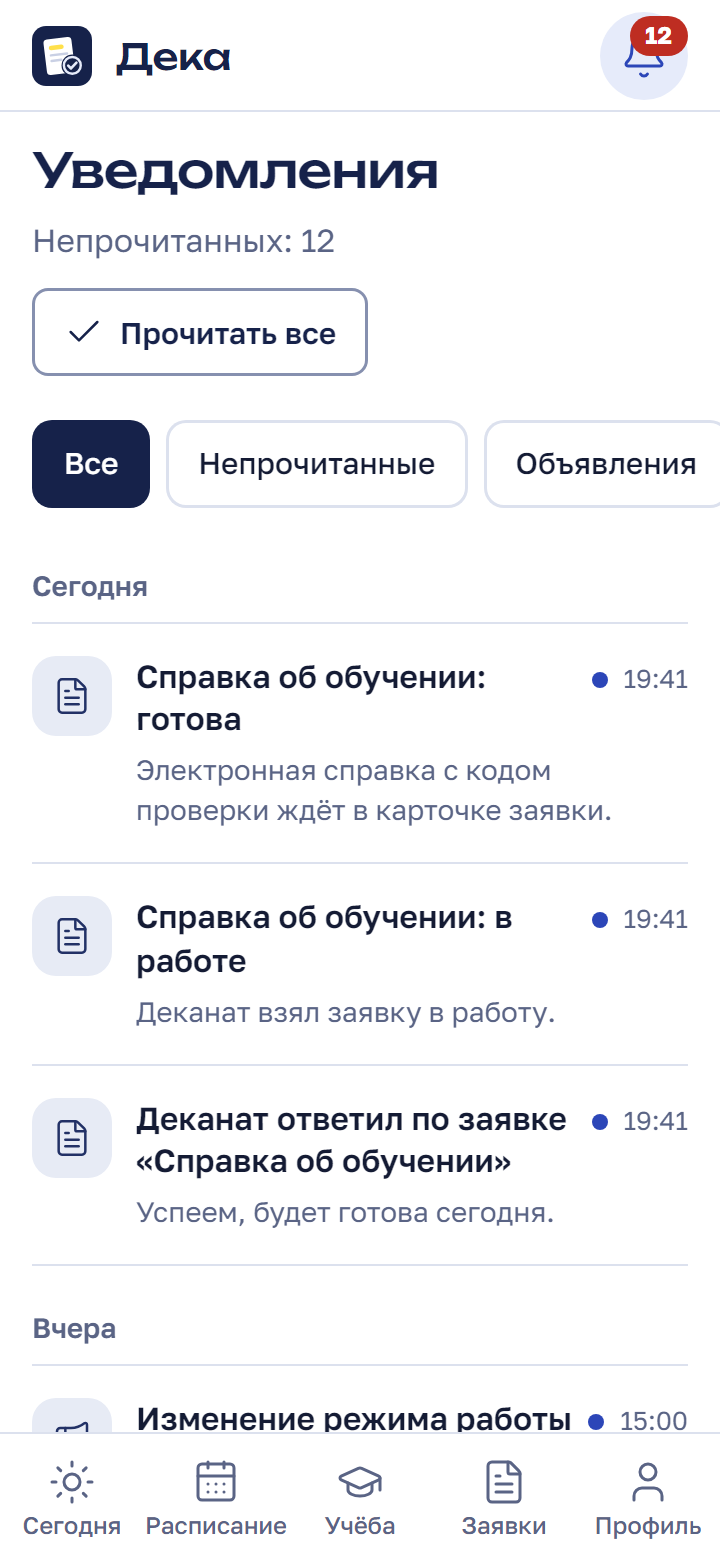 Дека
12
Уведомления
Непрочитанных: 12
Прочитать все
Все
Непрочитанные
Объявления
Сегодня
Справка об обучении:
готова
19:41
Электронная справка с кодом
проверки ждёт в карточке заявки.
Справка об обучении: в
работе
19:41
Деканат взял заявку в работу.
Деканат ответил по заявке
«Справка об обучении»
19:41
Успеем, будет готова сегодня.
Вчера
Изменение режима работы
15:00
Сегодня
Расписание
Учёба
Заявки
Профиль